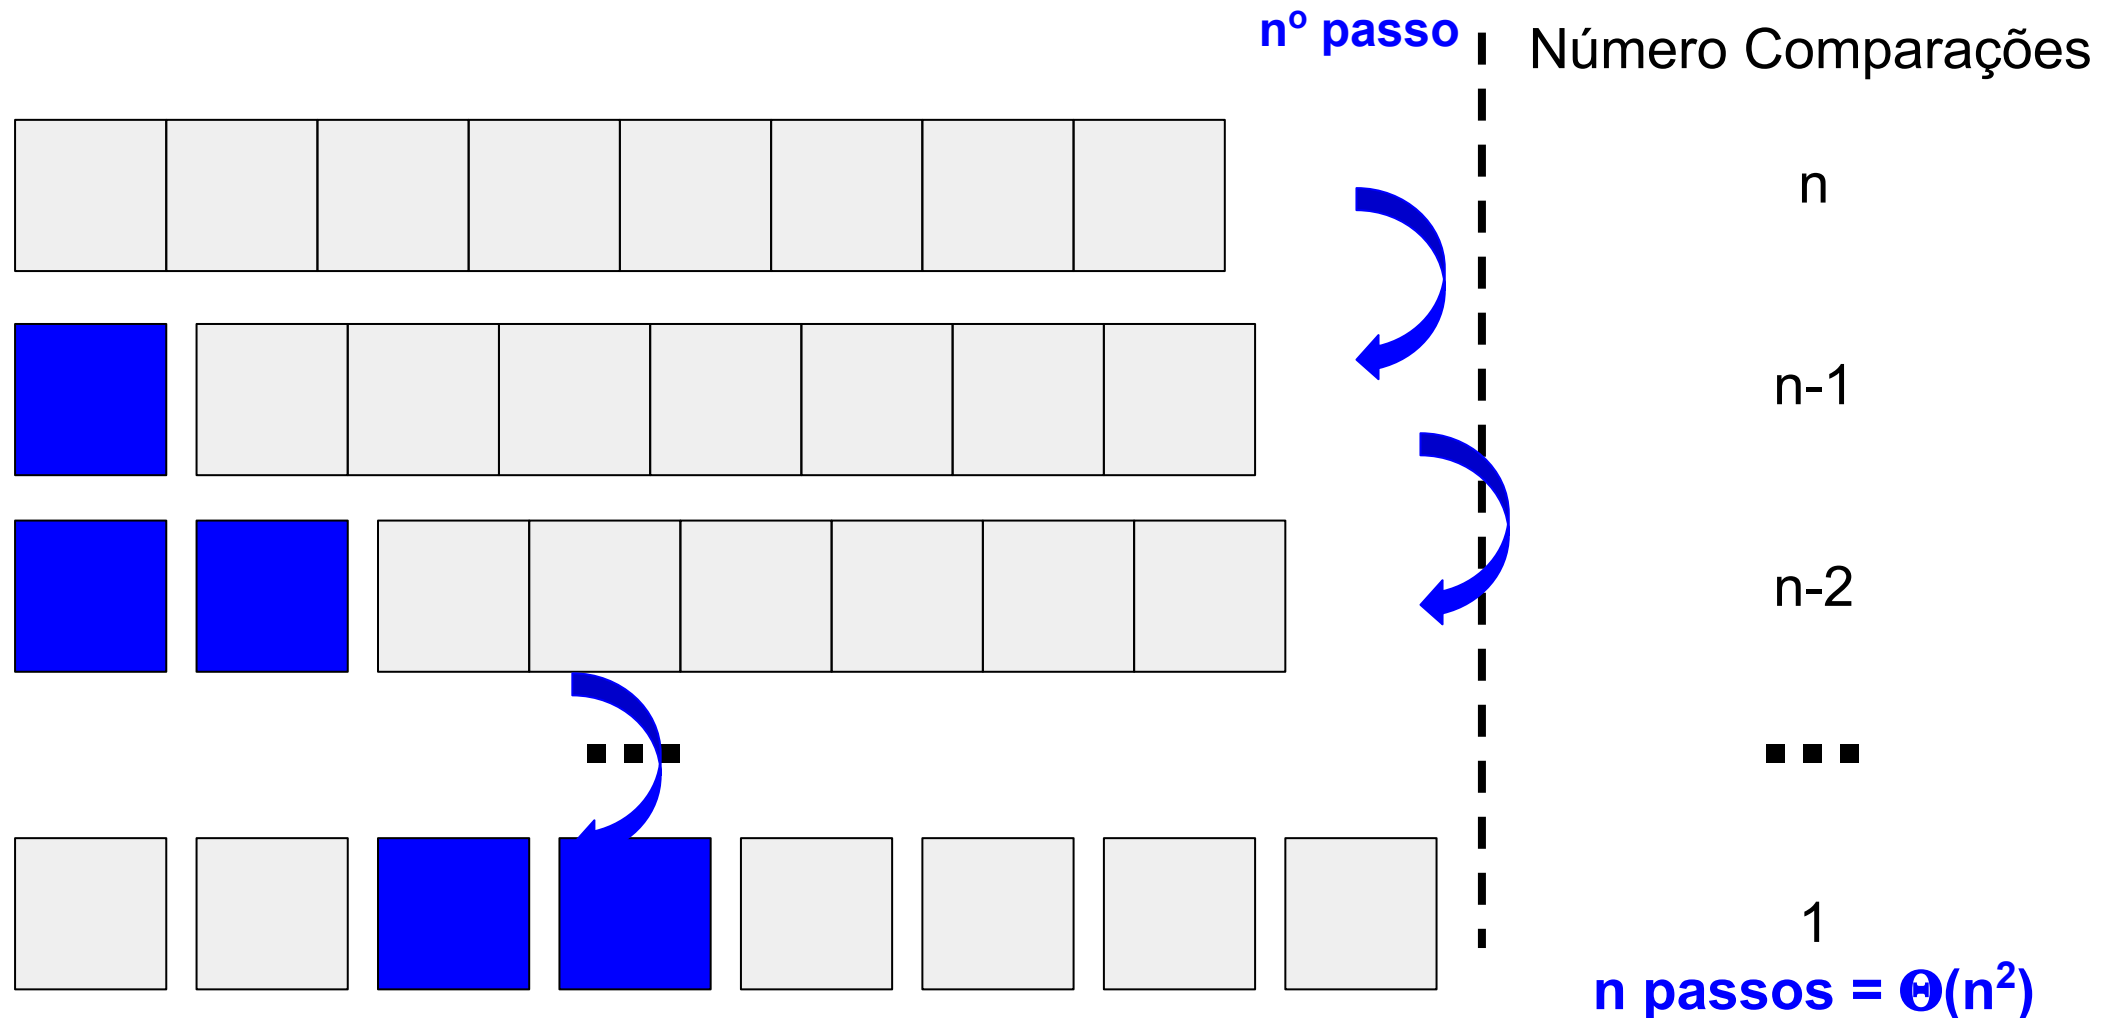 nº passo
Número Comparações
n
n-1
n-2
...
...
1
n passos = Θ(n²)